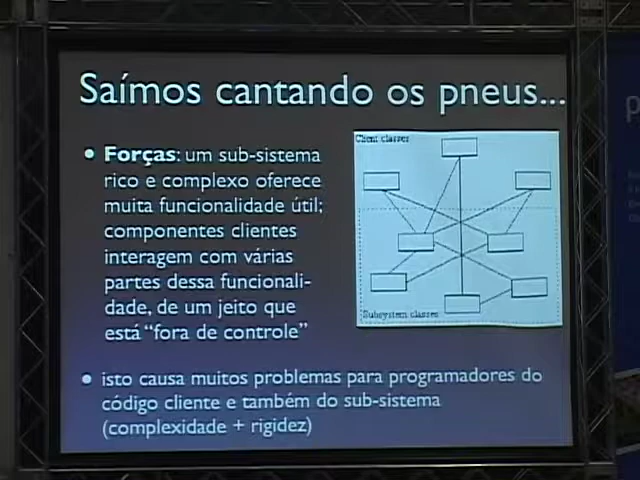 Saímos cantando os pneus...
• Forças: um sub-sistema
rico e complexo oferece
muita funcionalidade útil;
componentes clientes
interagem com várias
partes dessa funcionali-
dade, de um jeito que
está “fora de controle”
Client classes
Subsystem classes
• isto causa muitos problemas para programadores do
código cliente e também do sub-sistema
(complexidade + rigidez)